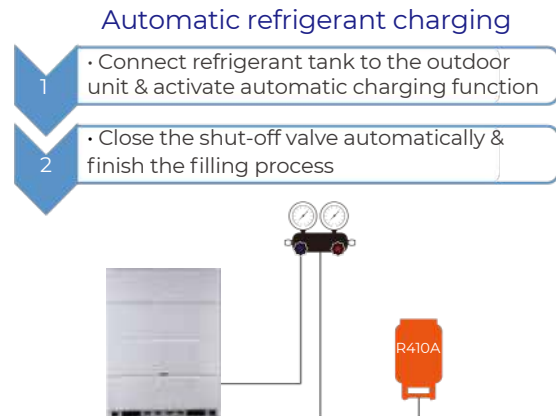 Automatic refrigerant charging
1
• Connect refrigerant tank to the outdoor
unit & activate automatic charging function
2
• Close the shut-off valve automatically &
finish the filling process
R410A